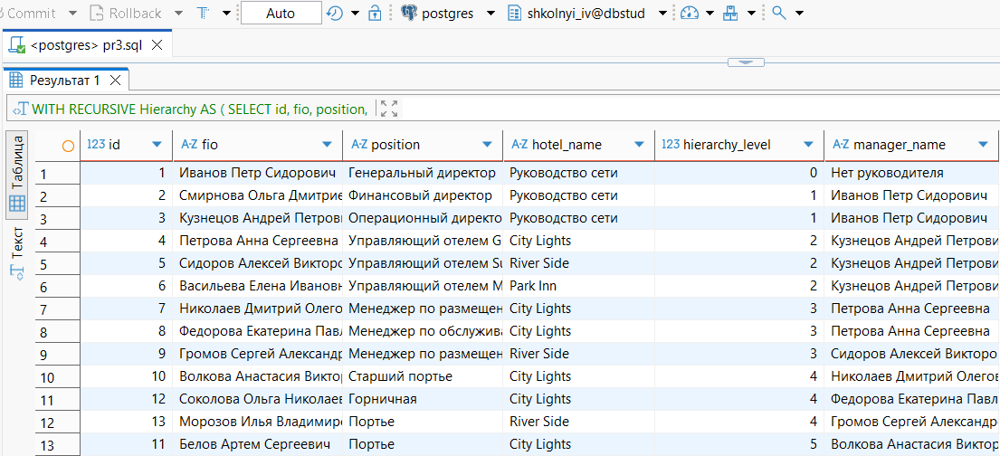 Commit Rollback Auto postgres shkolnyi_iv@dbstud
<postgres> pr3.sql
Результат 1
WITH RECURSIVE Hierarchy AS ( SELECT id, fio, position,
Таблица
Текст
123 id A-Z fio A-Z position A-Z hotel_name 123 hierarchy_level A-Z manager_name
1 1 Иванов Петр Сидорович Генеральный директор Руководство сети 0 Нет руководителя
2 2 Смирнова Ольга Дмитрие Финансовый директор Руководство сети 1 Иванов Петр Сидорович
3 3 Кузнецов Андрей Петрови Операционный директо Руководство сети 1 Иванов Петр Сидорович
4 4 Петрова Анна Сергеевна Управляющий отелем G City Lights 2 Кузнецов Андрей Петрови
5 5 Сидоров Алексей Викторо Управляющий отелем Su River Side 2 Кузнецов Андрей Петрови
6 6 Васильева Елена Ивановн Управляющий отелем M Park Inn 2 Кузнецов Андрей Петрови
7 7 Николаев Дмитрий Олего Менеджер по размещен City Lights 3 Петрова Анна Сергеевна
8 8 Федорова Екатерина Павл Менеджер по обслужива City Lights 3 Петрова Анна Сергеевна
9 9 Громов Сергей Александр Менеджер по размещен River Side 3 Сидоров Алексей Викторо
10 10 Волкова Анастасия Виктор Старший портье City Lights 4 Николаев Дмитрий Олегов
11 12 Соколова Ольга Николаев Горничная City Lights 4 Федорова Екатерина Павл
12 13 Морозов Илья Владимиро Портье River Side 4 Громов Сергей Александр
13 11 Белов Артем Сергеевич Портье City Lights 5 Волкова Анастасия Виктор